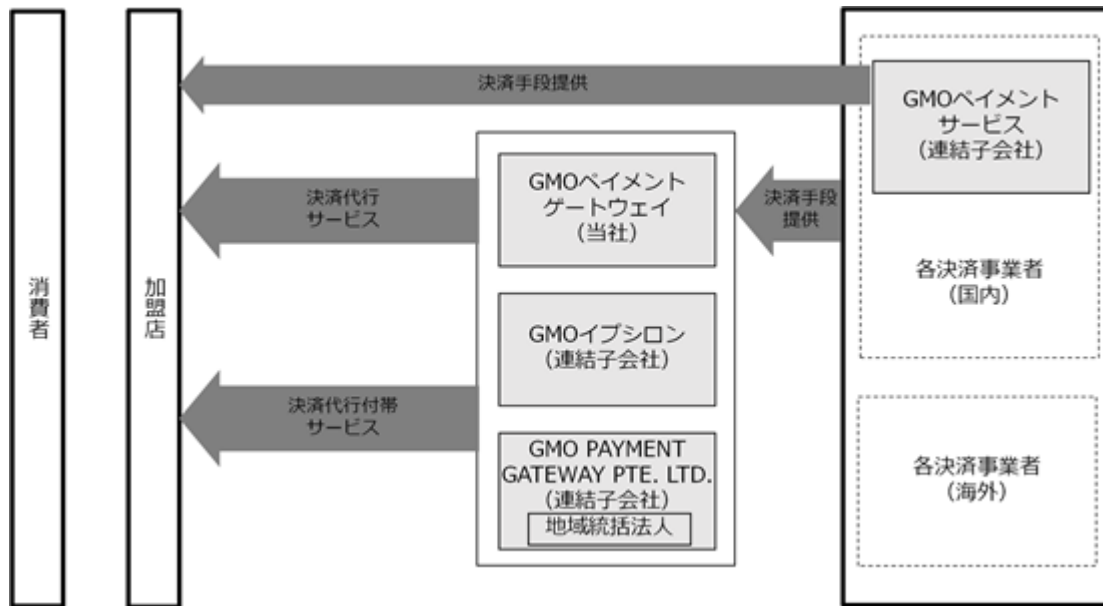 消費者
加盟店
決済手段提供
決済代行
サービス
決済代行付帯
サービス
GMOペイメント
ゲートウェイ
(当社)
GMOイプシロン
(連結子会社)
GMO PAYMENT
GATEWAY PTE. LTD.
(連結子会社)
地域統括法人
決済手段
提供
GMOペイメント
サービス
(連結子会社)
各決済事業者
(国内)
各決済事業者
(海外)